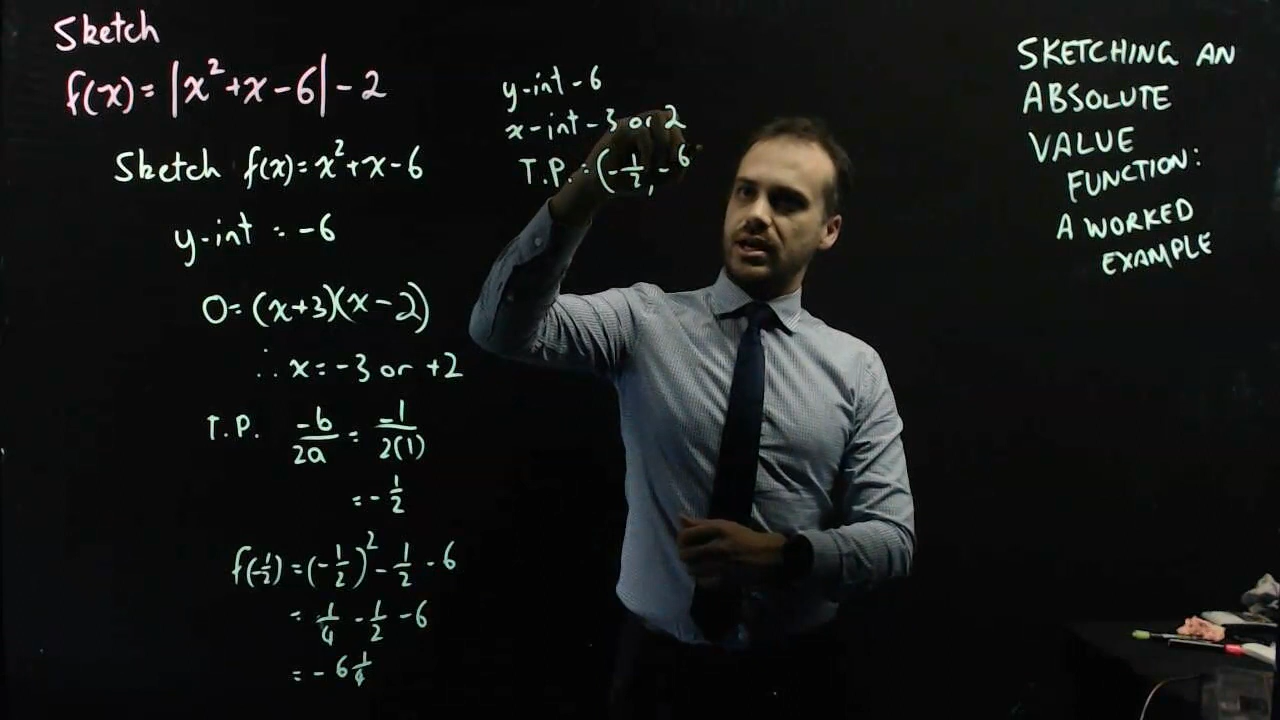 Sketch
f(x) = |x² + x - 6| - 2
Sketch f(x) = x² + x - 6
y-int = -6
0 = (x+3)(x-2)
∴ x = -3 or +2
T.P. -b/2a = -1/2(1)
= -1/2
f(-1/2) = (-1/2)² - 1/2 - 6
= 1/4 - 1/2 - 6
= -6 1/4
y-int -6
x-int -3 or 2
T.P. = (-1/2, -6
SKETCHING AN
ABSOLUTE
VALUE
FUNCTION:
A WORKED
EXAMPLE